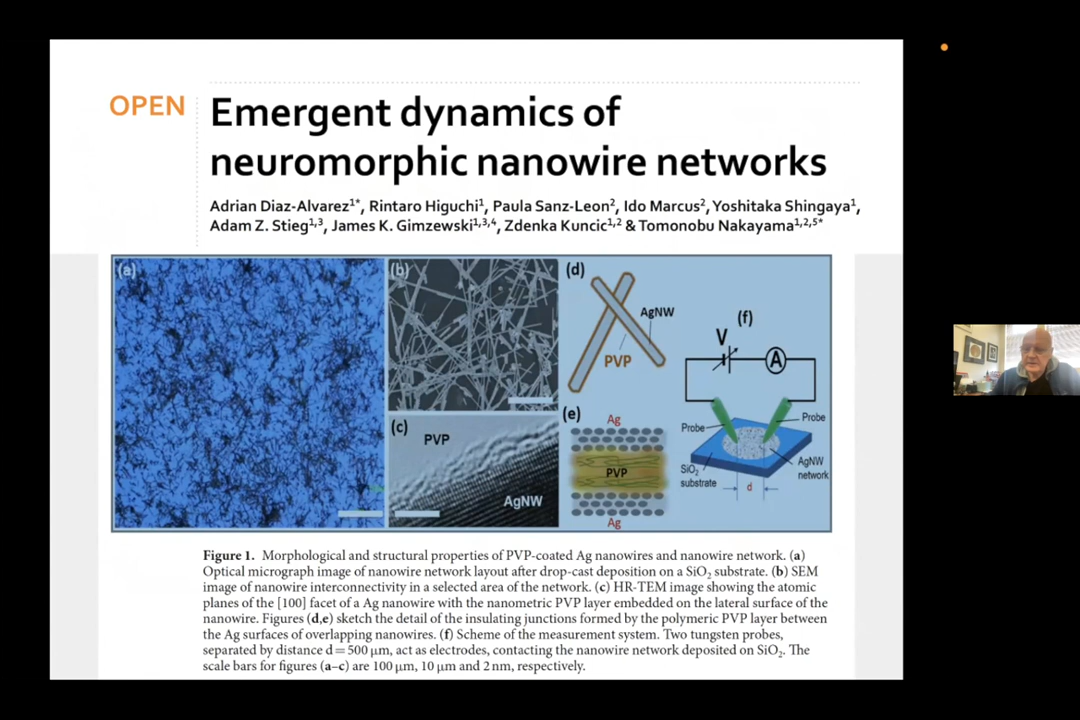 OPEN
Emergent dynamics of
neuromorphic nanowire networks
Adrian Diaz-Alvarez1*, Rintaro Higuchi1, Paula Sanz-Leon2, Ido Marcus2, Yoshitaka Shingaya1,
Adam Z. Stieg1,3, James K. Gimzewski1,3,4, Zdenka Kuncic1,2 & Tomonobu Nakayama1,2,5*
(a)
(b)
(c)
PVP
AgNW
(d)
AgNW
PVP
(e)
Ag
PVP
Ag
(f)
V
A
Probe
Probe
SiO2
substrate
AgNW
network
d
Figure 1. Morphological and structural properties of PVP-coated Ag nanowires and nanowire network. (a)
Optical micrograph image of nanowire network layout after drop-cast deposition on a SiO2 substrate. (b) SEM
image of nanowire interconnectivity in a selected area of the network. (c) HR-TEM image showing the atomic
planes of the [100] facet of a Ag nanowire with the nanometric PVP layer embedded on the lateral surface of the
nanowire. Figures (d,e) sketch the detail of the insulating junctions formed by the polymeric PVP layer between
the Ag surfaces of overlapping nanowires. (f) Scheme of the measurement system. Two tungsten probes,
separated by distance d = 500 μm, act as electrodes, contacting the nanowire network deposited on SiO2. The
scale bars for figures (a–c) are 100 μm, 10 μm and 2 nm, respectively.